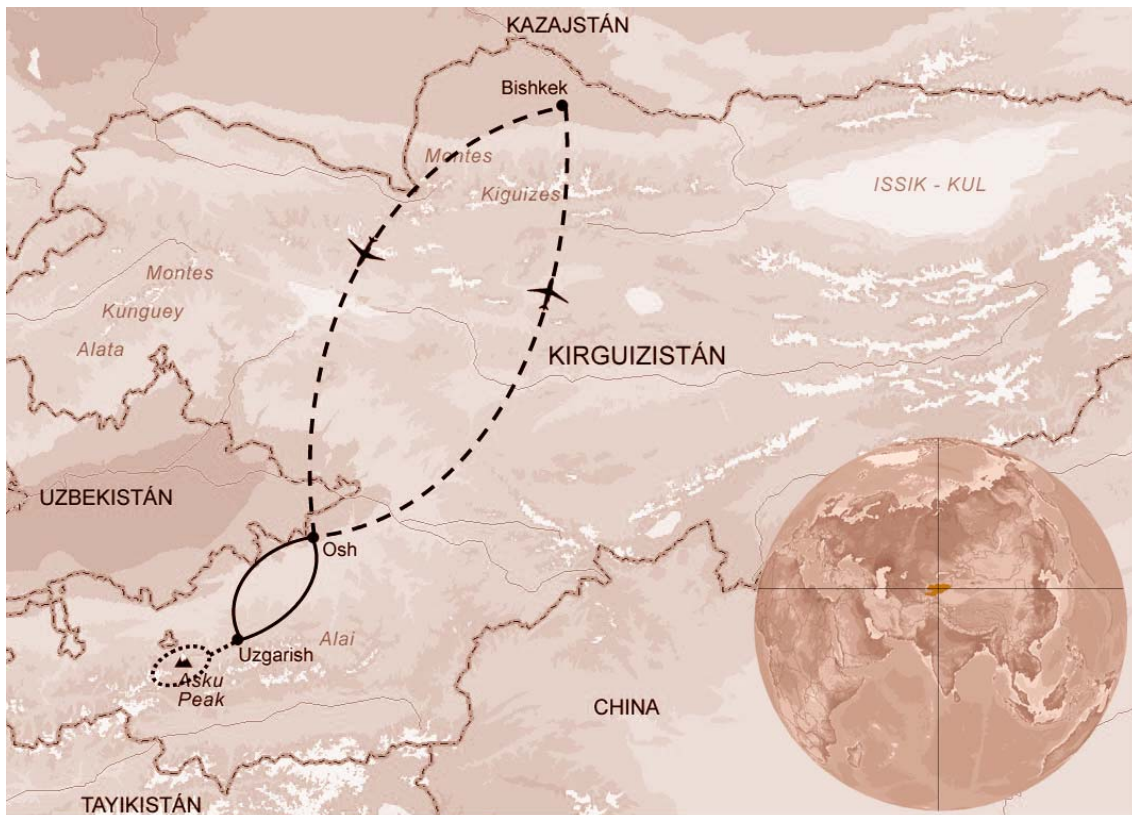 KAZAJSTÁN
Bishkek
Montes
Kiguizes
ISSIK - KUL
Montes
Kunguey
Alata
KIRGUIZISTÁN
UZBEKISTÁN
Osh
Alai
Uzgarish
Asku
Peak
CHINA
TAYIKISTÁN